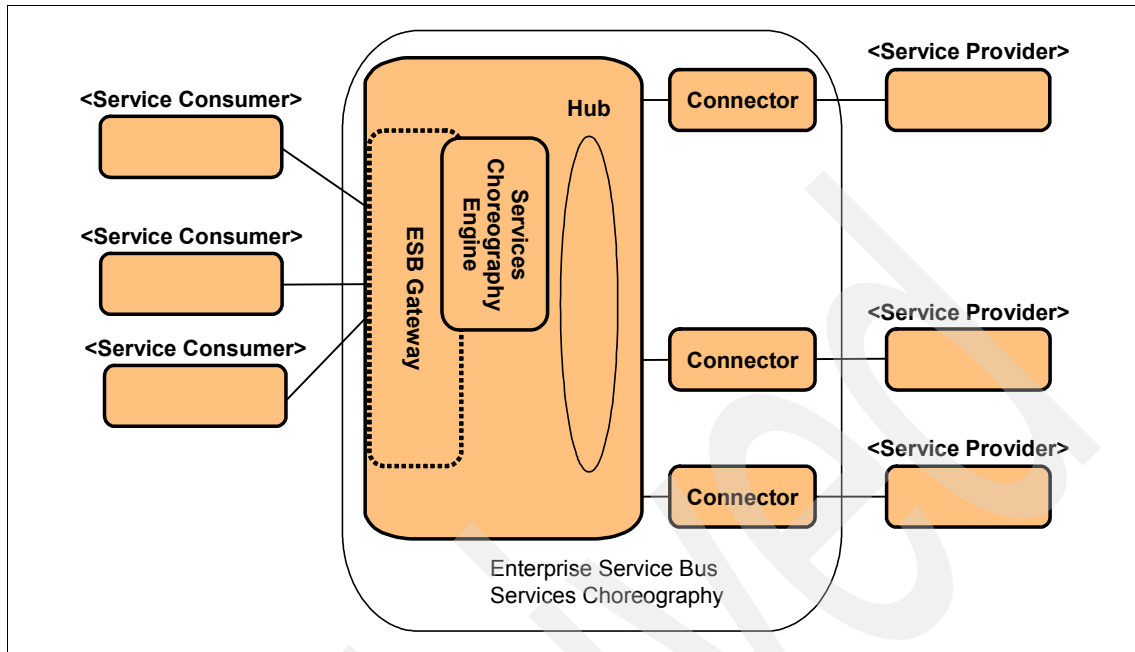 <Service Consumer>
<Service Consumer>
<Service Consumer>
ESB Gateway
Services
Choreography
Engine
Hub
Connector
Connector
Connector
<Service Provider>
<Service Provider>
<Service Provider>
Enterprise Service Bus
Services Choreography